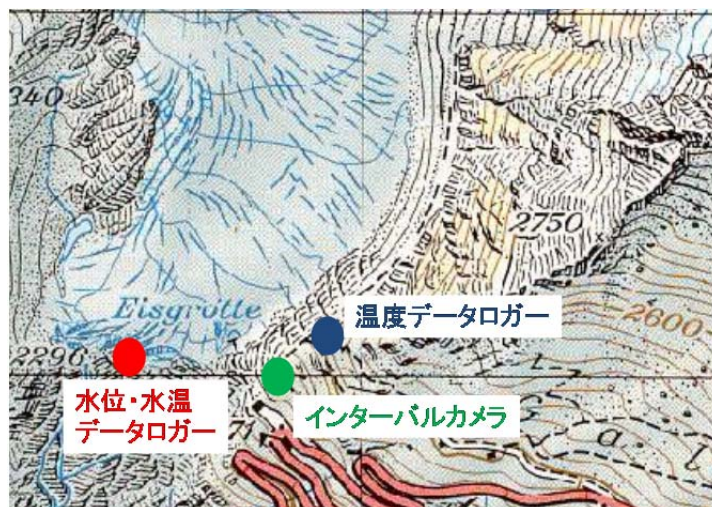 340
2750
Eisgrotte
温度データロガー
2600
2296
水位・水温
データロガー
インターバルカメラ
a l